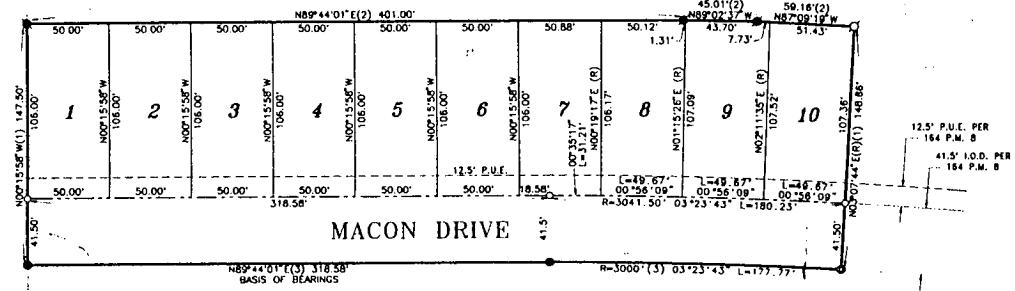 45.01'(2)
59.16'(2)
N89°44'01"E(2) 401.00'
N89°02'37"W
N87°09'19"W
50.00' 50.00' 50.00' 50.00' 50.00' 50.00' 50.88' 50.12' 43.70' 51.43'
1.31' 7.73'
N00°15'58"W(1) 147.50'
106.00'
1
N00°15'58"W
106.00'
2
N00°15'58"W
106.00'
3
N00°15'58"W
106.00'
4
N00°15'58"W
106.00'
5
N00°15'58"W
106.00'
6
N00°15'58"W
106.00'
7
00°35'17"
L=31.21'
N00°19'17"E (R)
106.17'
8
N01°15'26"E (R)
107.09'
9
N02°11'35"E (R)
107.52'
10
107.36'
N03°07'44"E(R)(1) 148.86'
12.5' P.U.E. PER
164 P.M. 8
41.5' I.O.D. PER
164 P.M. 8
12.5' P.U.E.
50.00' 50.00' 50.00' 50.00' 50.00' 50.00' 18.58'
L=49.67' L=49.67' L=49.67'
00°56'09" 00°56'09" 00°56'09"
318.58'
R=3041.50' 03°23'43" L=180.23'
41.50'
MACON DRIVE
41.5'
41.50'
N89°44'01"E(3) 318.58'
BASIS OF BEARINGS
R=3000'(3) 03°23'43" L=177.77'